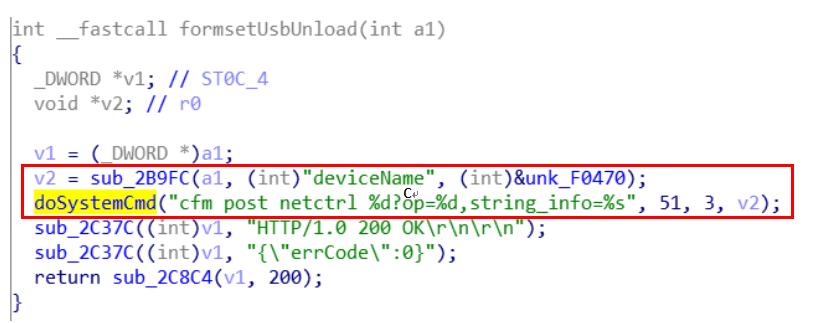 int __fastcall formsetUsbUnload(int a1)
{
_DWORD *v1; // ST0C_4
void *v2; // r0
v1 = (_DWORD *)a1;
v2 = sub_2B9FC(a1, (int)"deviceName", (int)&unk_F0470);
doSystemCmd("cfm post netctrl %d?op=%d,string_info=%s", 51, 3, v2);
sub_2C37C((int)v1, "HTTP/1.0 200 OK\r\n\r\n");
sub_2C37C((int)v1, "{\"errCode\":0}");
return sub_2C8C4(v1, 200);
}